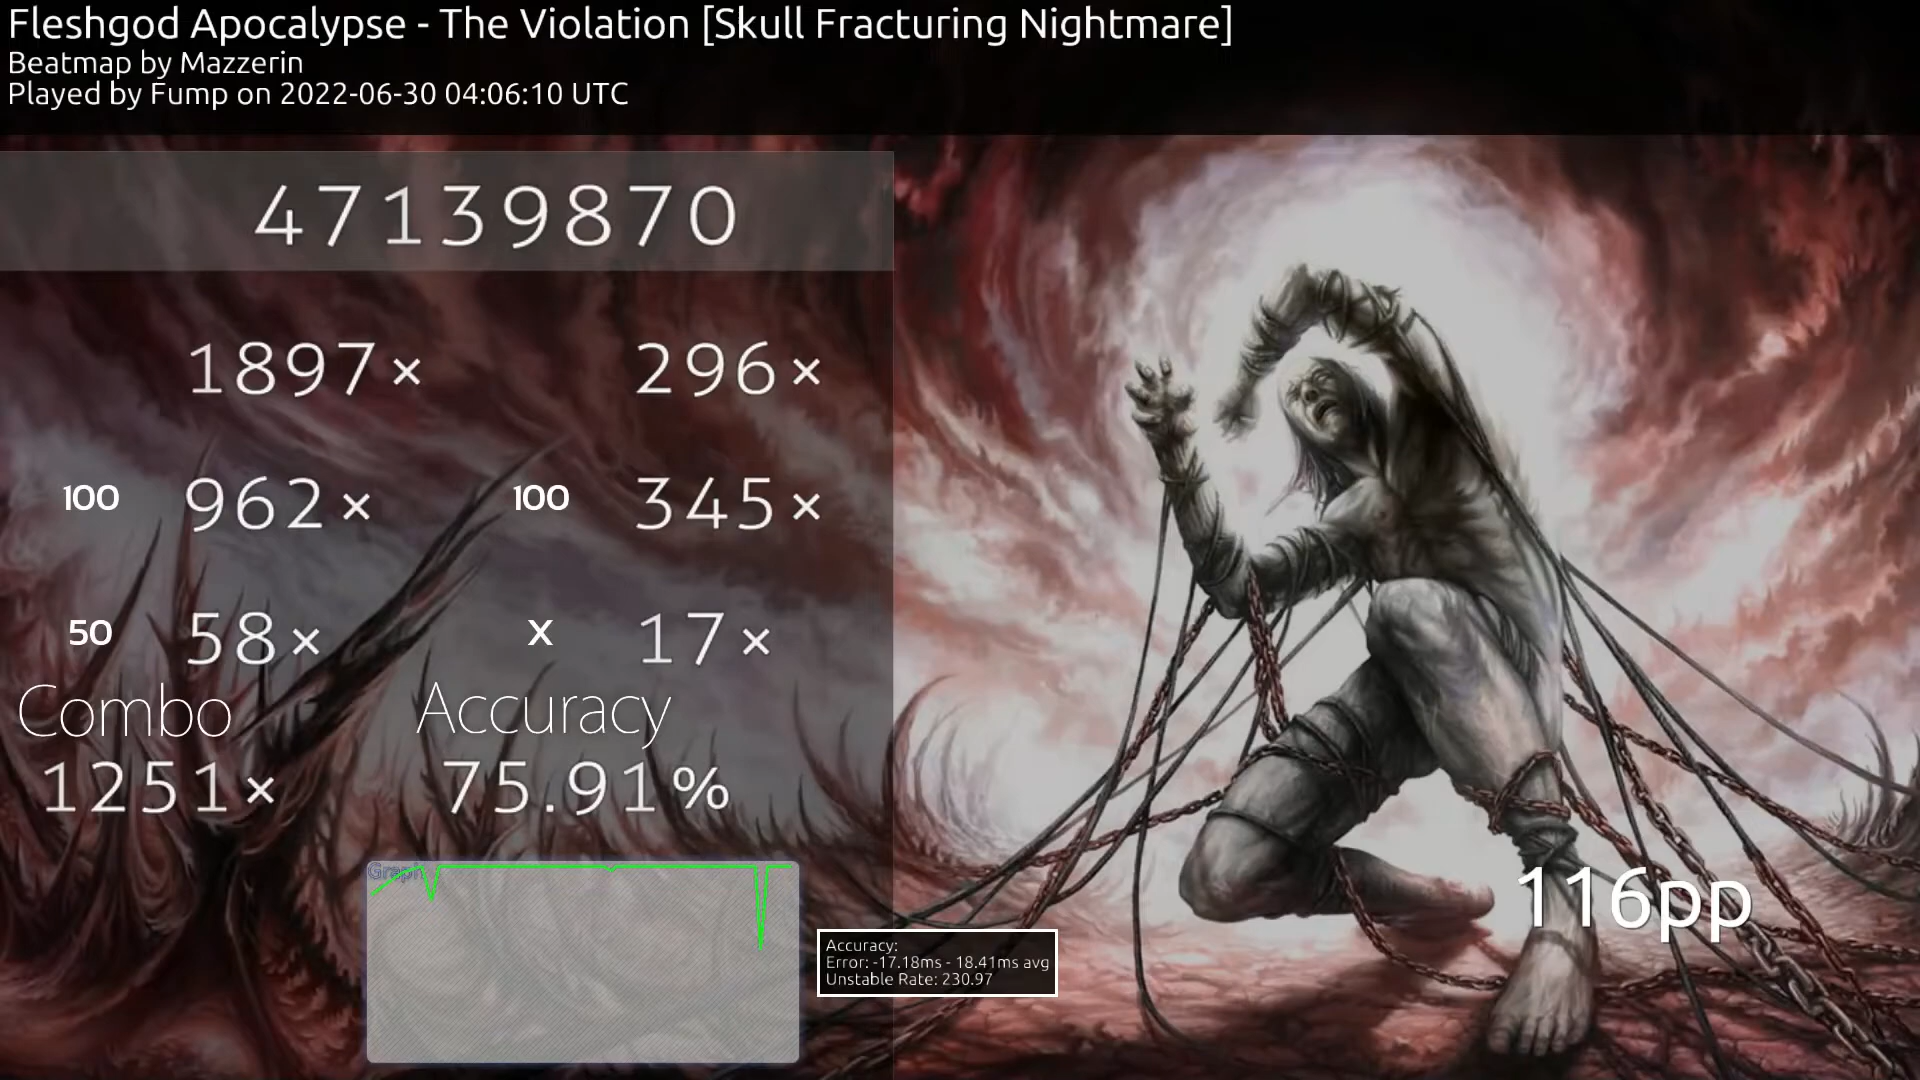 Fleshgod Apocalypse - The Violation [Skull Fracturing Nightmare]
Beatmap by Mazzerin
Played by Fump on 2022-06-30 04:06:10 UTC
47139870
1897× 296×
100 962× 100 345×
50 58× X 17×
Combo Accuracy
1251× 75.91%
Graph
116pp
Accuracy:
Error: -17.18ms - 18.41ms avg
Unstable Rate: 230.97